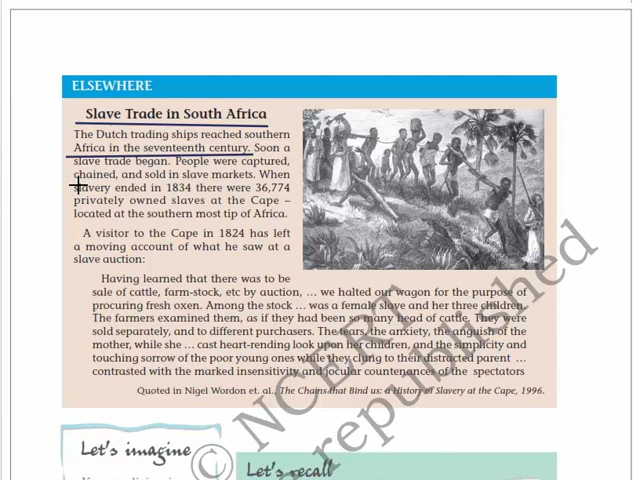 ELSEWHERE
Slave Trade in South Africa
The Dutch trading ships reached southern
Africa in the seventeenth century. Soon a
slave trade began. People were captured,
chained, and sold in slave markets. When
slavery ended in 1834 there were 36,774
privately owned slaves at the Cape –
located at the southern most tip of Africa.
A visitor to the Cape in 1824 has left
a moving account of what he saw at a
slave auction:
Having learned that there was to be
sale of cattle, farm-stock, etc by auction, ... we halted our wagon for the purpose of
procuring fresh oxen. Among the stock ... was a female slave and her three children.
The farmers examined them, as if they had been so many head of cattle. They were
sold separately, and to different purchasers. The tears, the anxiety, the anguish of the
mother, while she ... cast heart-rending look upon her children, and the simplicity and
touching sorrow of the poor young ones while they clung to their distracted parent ...
contrasted with the marked insensitivity and jocular countenances of the spectators
Quoted in Nigel Wordon et. al., The Chains that Bind us: a History of Slavery at the Cape, 1996.
Let's imagine
Let's recall
© NCERT
republished